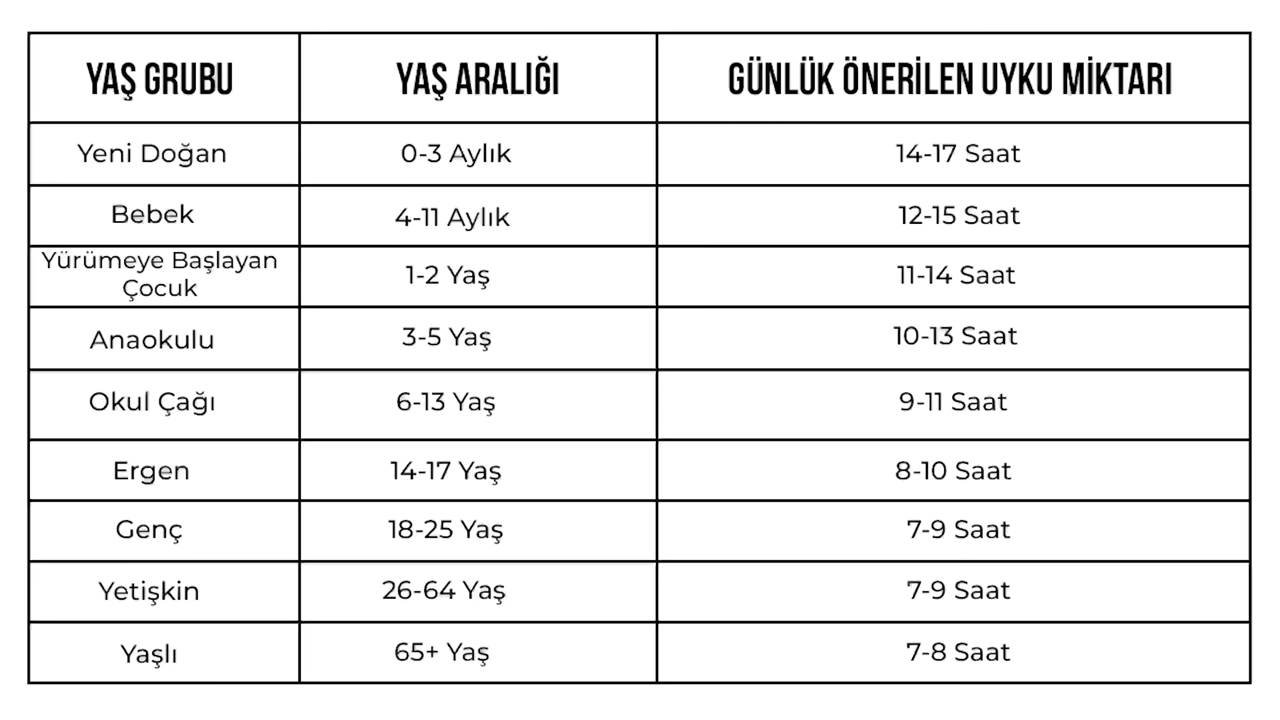 YAŞ GRUBU YAŞ ARALIĞI GÜNLÜK ÖNERİLEN UYKU MİKTARI
Yeni Doğan 0-3 Aylık 14-17 Saat
Bebek 4-11 Aylık 12-15 Saat
Yürümeye Başlayan
Çocuk 1-2 Yaş 11-14 Saat
Anaokulu 3-5 Yaş 10-13 Saat
Okul Çağı 6-13 Yaş 9-11 Saat
Ergen 14-17 Yaş 8-10 Saat
Genç 18-25 Yaş 7-9 Saat
Yetişkin 26-64 Yaş 7-9 Saat
Yaşlı 65+ Yaş 7-8 Saat